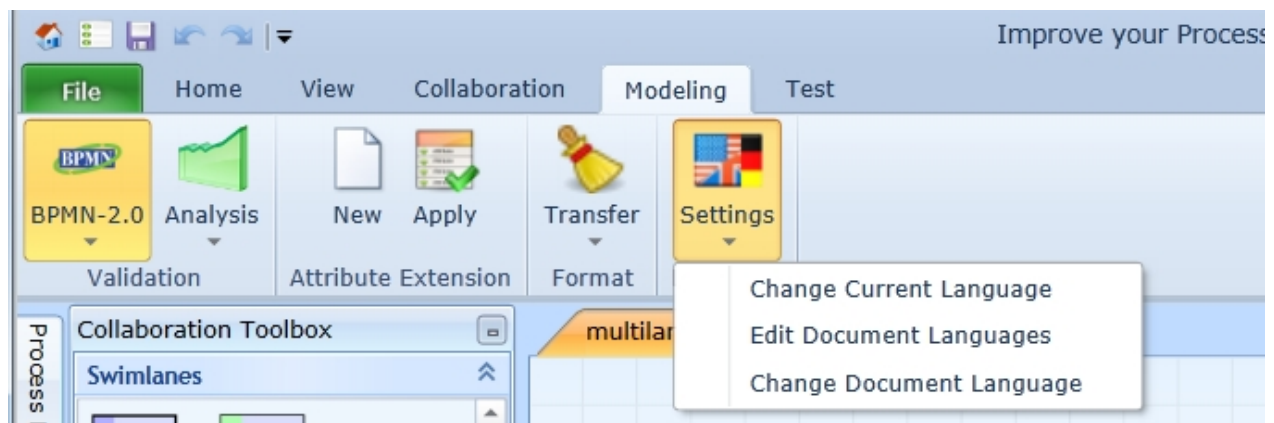 Improve your Process
File Home View Collaboration Modeling Test
BPMN
BPMN-2.0 Analysis New Apply Transfer Settings
Validation Attribute Extension Format
Change Current Language
Edit Document Languages
Change Document Language
Collaboration Toolbox
multilan
Swimlanes
Process